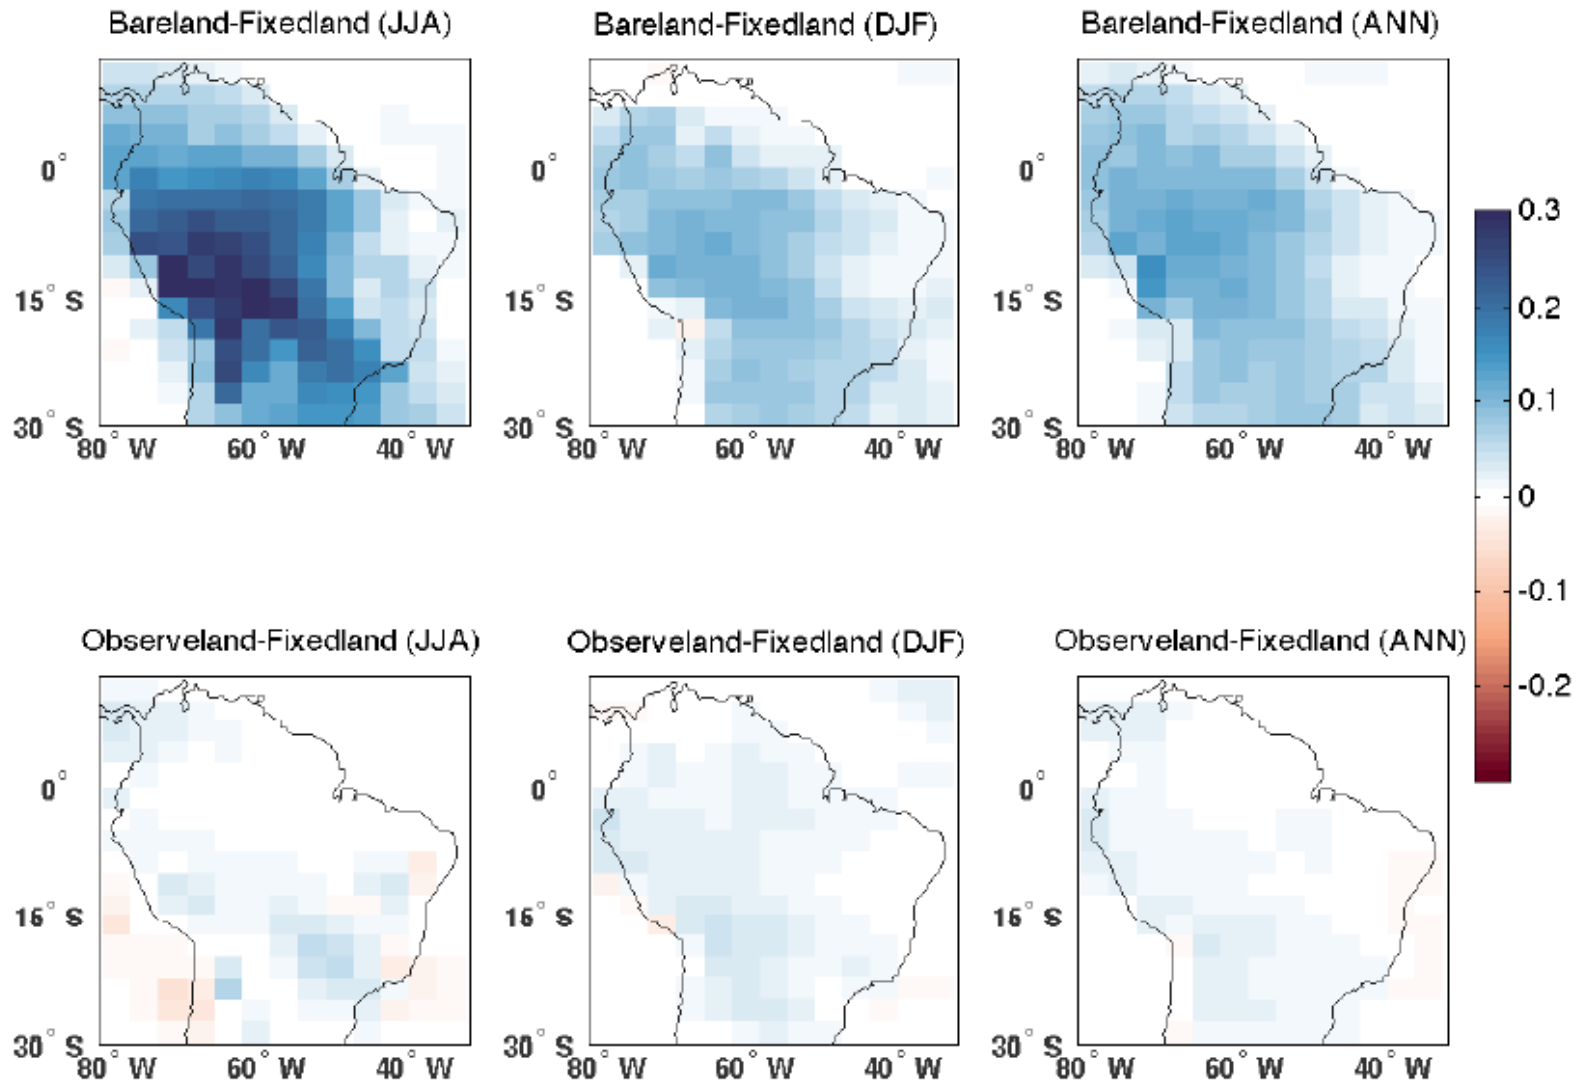 Bareland-Fixedland (JJA) Bareland-Fixedland (DJF) Bareland-Fixedland (ANN)
0° 0° 0°
0.3
15° S 15° S 15° S 0.2
0.1
30° S 30° S 30° S
80° W 60° W 40° W 80° W 60° W 40° W 80° W 60° W 40° W
0
-0.1
Observeland-Fixedland (JJA) Observeland-Fixedland (DJF) Observeland-Fixedland (ANN)
-0.2
0° 0° 0°
15° S 15° S 15° S
30° S 30° S 30° S
80° W 60° W 40° W 80° W 60° W 40° W 80° W 60° W 40° W